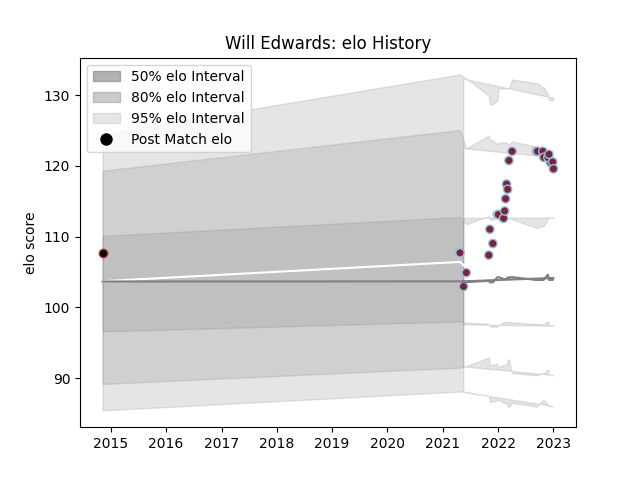 Will Edwards: elo History
50% elo Interval
80% elo Interval
95% elo Interval
Post Match elo
elo score
130
120
110
100
90
2015 2016 2017 2018 2019 2020 2021 2022 2023